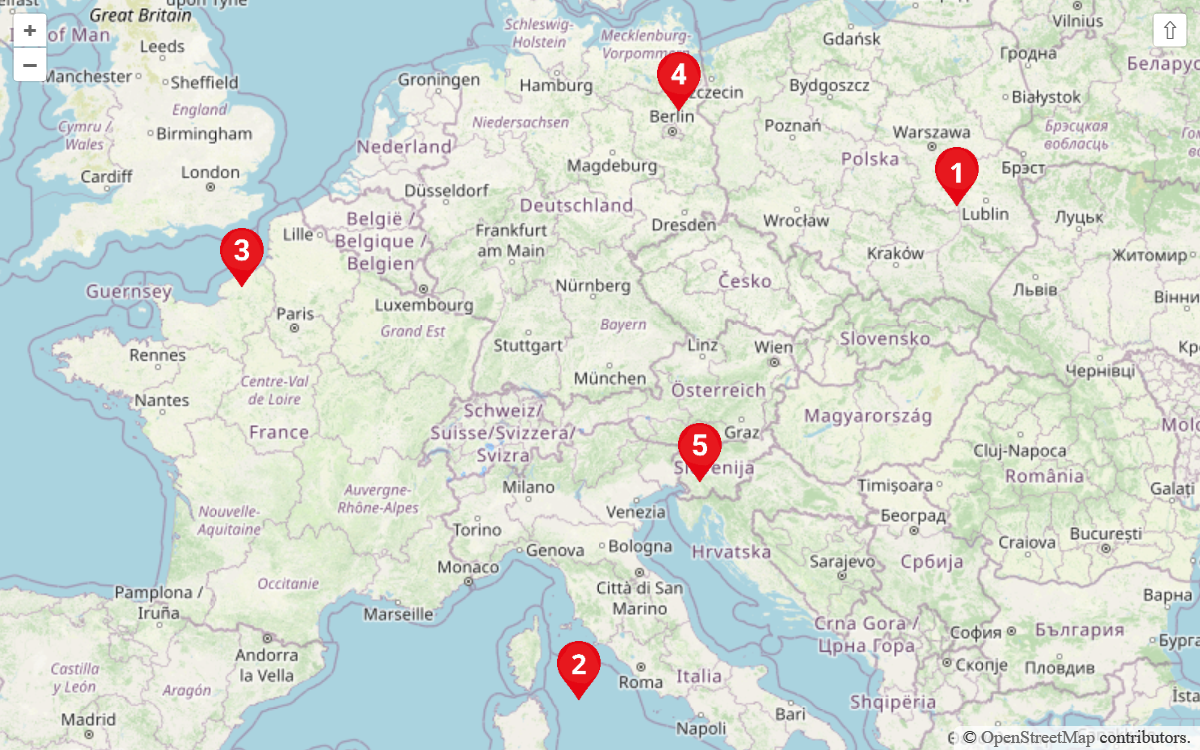 Great Britain
upon Tyne
Vilnius
+
⇧
of Man
Leeds
Schleswig-
Holstein
Mecklenburg-
Vorpommern
Gdańsk
Гродна
Беларусь
−
Manchester
Sheffield
Groningen
Hamburg
4
Szczecin
Bydgoszcz
Białystok
England
Berlin
Cymru /
Wales
Birmingham
Niedersachsen
Poznań
Warszawa
Брэсцкая
вобласць
Nederland
Magdeburg
Polska
1
Брэст
Cardiff
London
Düsseldorf
Deutschland
Lublin
Луцьк
België /
Belgique /
Belgien
Lille
Frankfurt
am Main
Dresden
Wrocław
3
Kraków
Житомир
Guernsey
Nürnberg
Česko
Львів
Paris
Luxembourg
Grand Est
Bayern
Stuttgart
Linz
Wien
Slovensko
Rennes
München
Österreich
Чернівці
Centre-Val
de Loire
Nantes
France
Schweiz/
Suisse/Svizzera/
Svizra
Magyarország
5
Graz
Slovenija
Cluj-Napoca
România
Auvergne-
Rhône-Alpes
Milano
Timișoara
Galați
Nouvelle-
Aquitaine
Venezia
Београд
Torino
Genova
Bologna
Hrvatska
Craiova
București
Monaco
Sarajevo
Србија
Occitanie
Pamplona /
Iruña
Città di San
Marino
Варна
Marseille
Crna Gora /
Црна Гора
София
България
Andorra
la Vella
2
Roma
Italia
Скопје
Пловдив
Castilla
y León
Aragón
Shqipëria
Madrid
Napoli
Bari
© OpenStreetMap contributors.